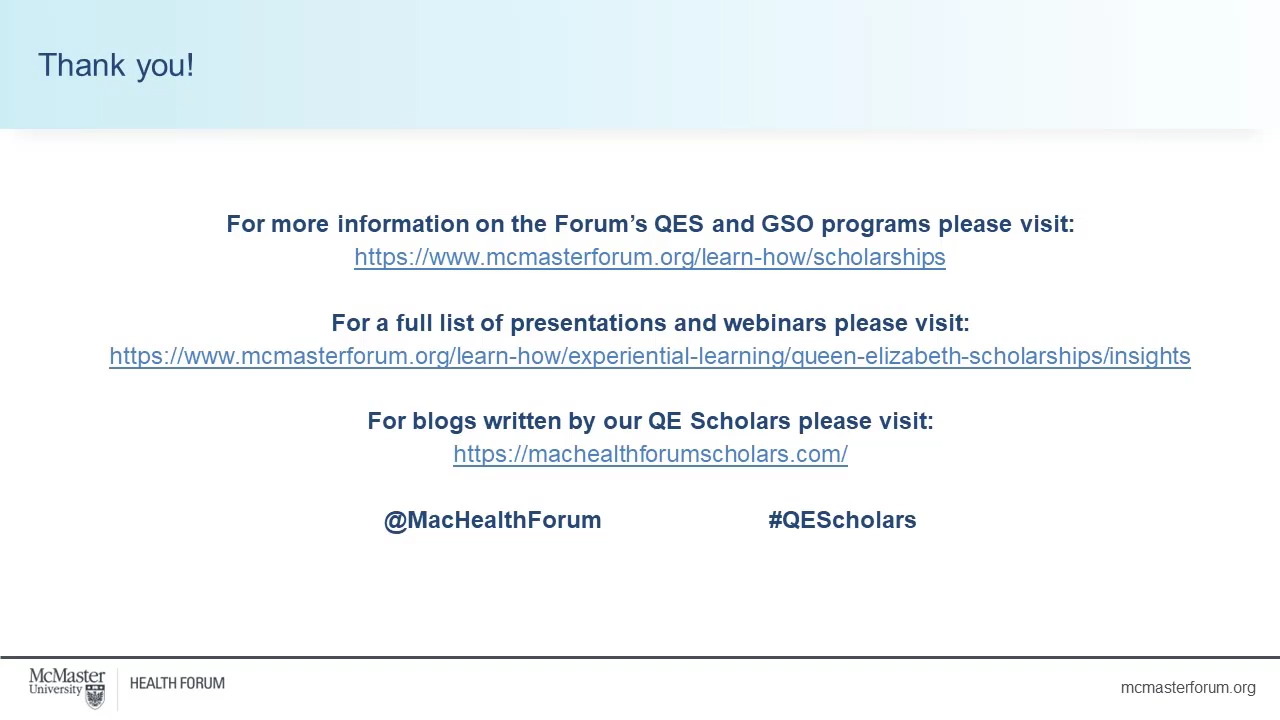 Thank you!
For more information on the Forum’s QES and GSO programs please visit:
https://www.mcmasterforum.org/learn-how/scholarships
For a full list of presentations and webinars please visit:
https://www.mcmasterforum.org/learn-how/experiential-learning/queen-elizabeth-scholarships/insights
For blogs written by our QE Scholars please visit:
https://machealthforumscholars.com/
@MacHealthForum #QEScholars
McMaster
University
HEALTH FORUM
mcmasterforum.org